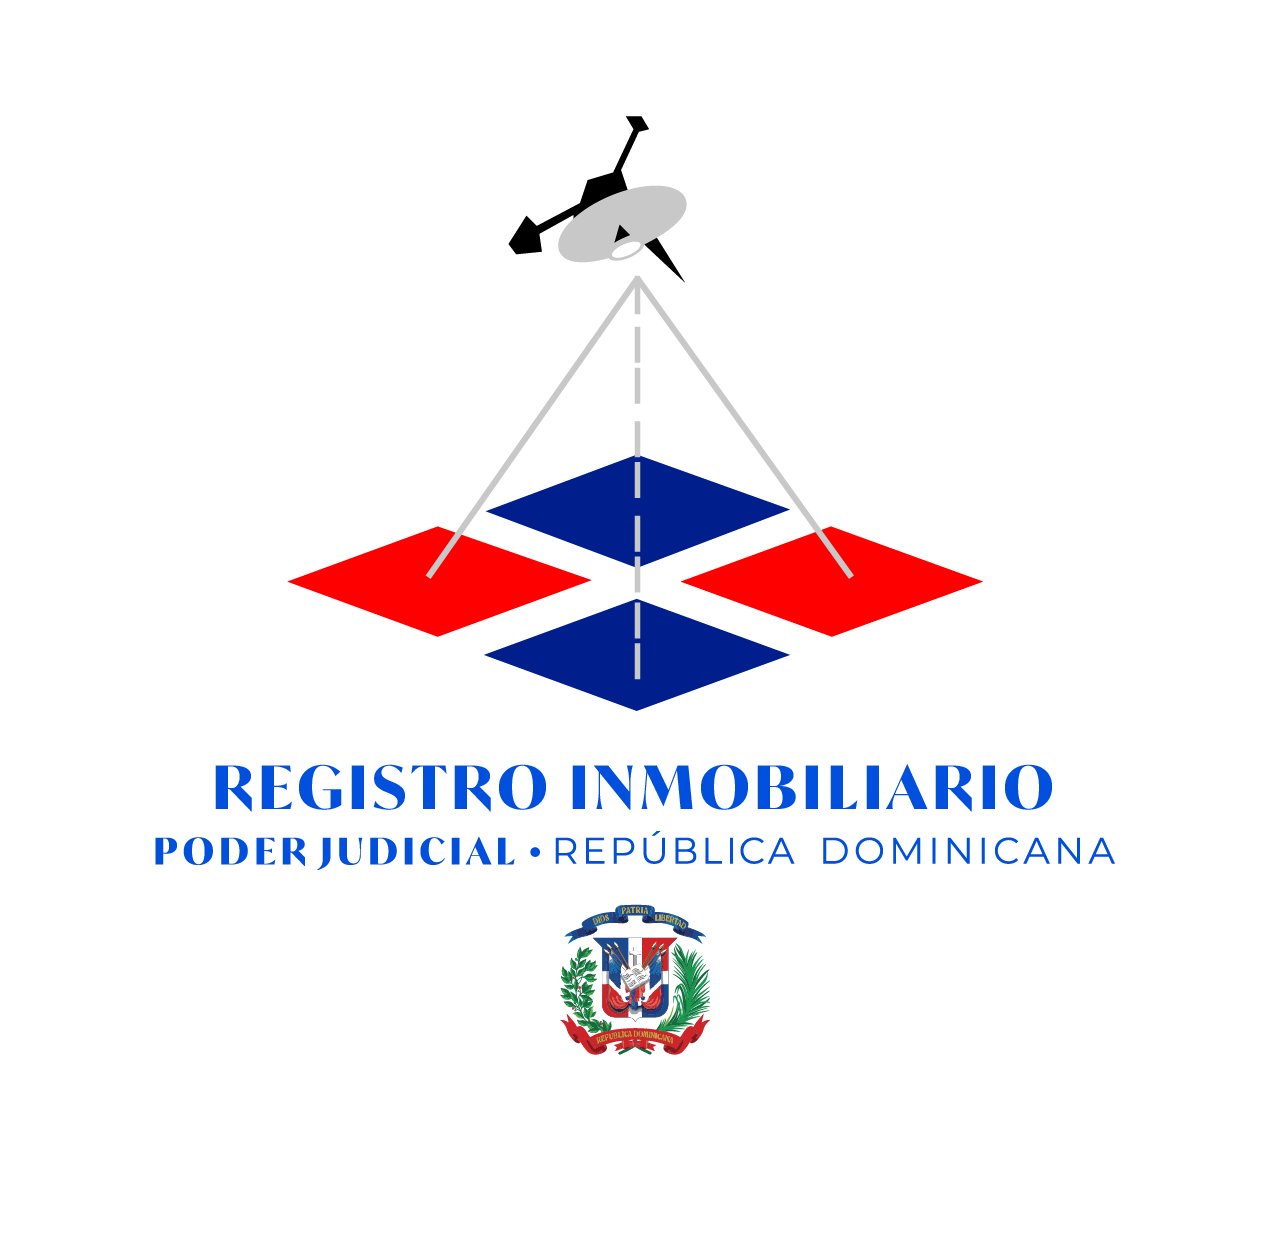 REGISTRO INMOBILIARIO
PODER JUDICIAL • REPÚBLICA DOMINICANA
DIOS PATRIA LIBERTAD
REPÚBLICA DOMINICANA